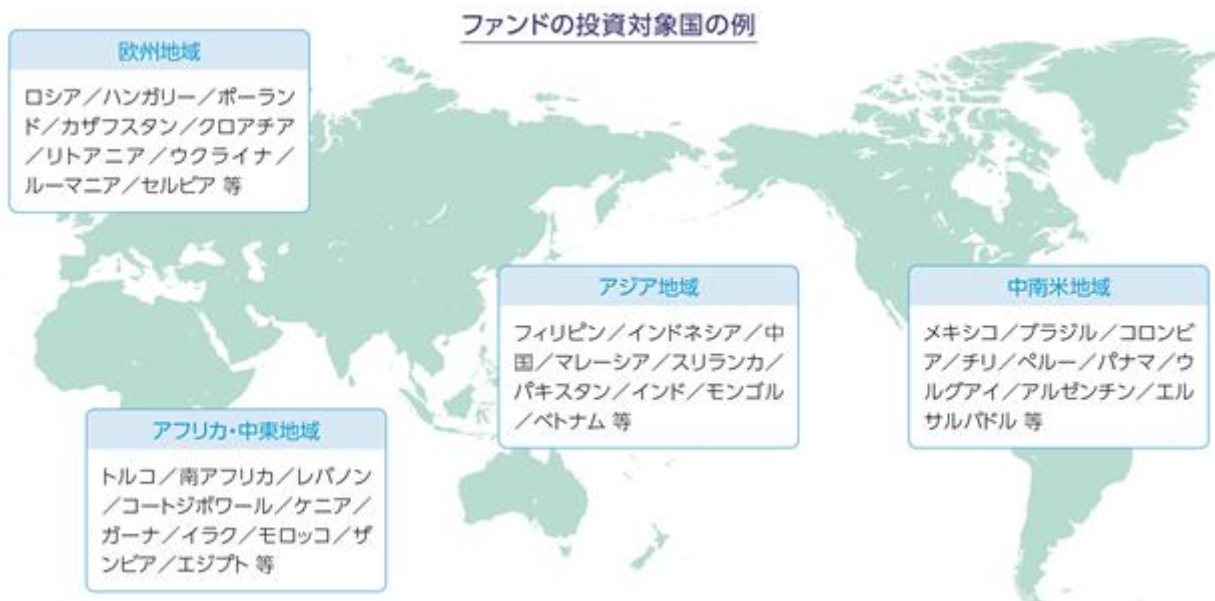 ファンドの投資対象国の例
欧州地域
ロシア／ハンガリー／ポーラン
ド／カザフスタン／クロアチア
／リトアニア／ウクライナ／
ルーマニア／セルビア 等
アジア地域
フィリピン／インドネシア／中
国／マレーシア／スリランカ／
パキスタン／インド／モンゴル
／ベトナム 等
中南米地域
メキシコ／ブラジル／コロンビ
ア／チリ／ペルー／パナマ／ウ
ルグアイ／アルゼンチン／エル
サルバドル 等
アフリカ・中東地域
トルコ／南アフリカ／レバノン
／コートジボワール／ケニア／
ガーナ／イラク／モロッコ／ザ
ンビア／エジプト 等